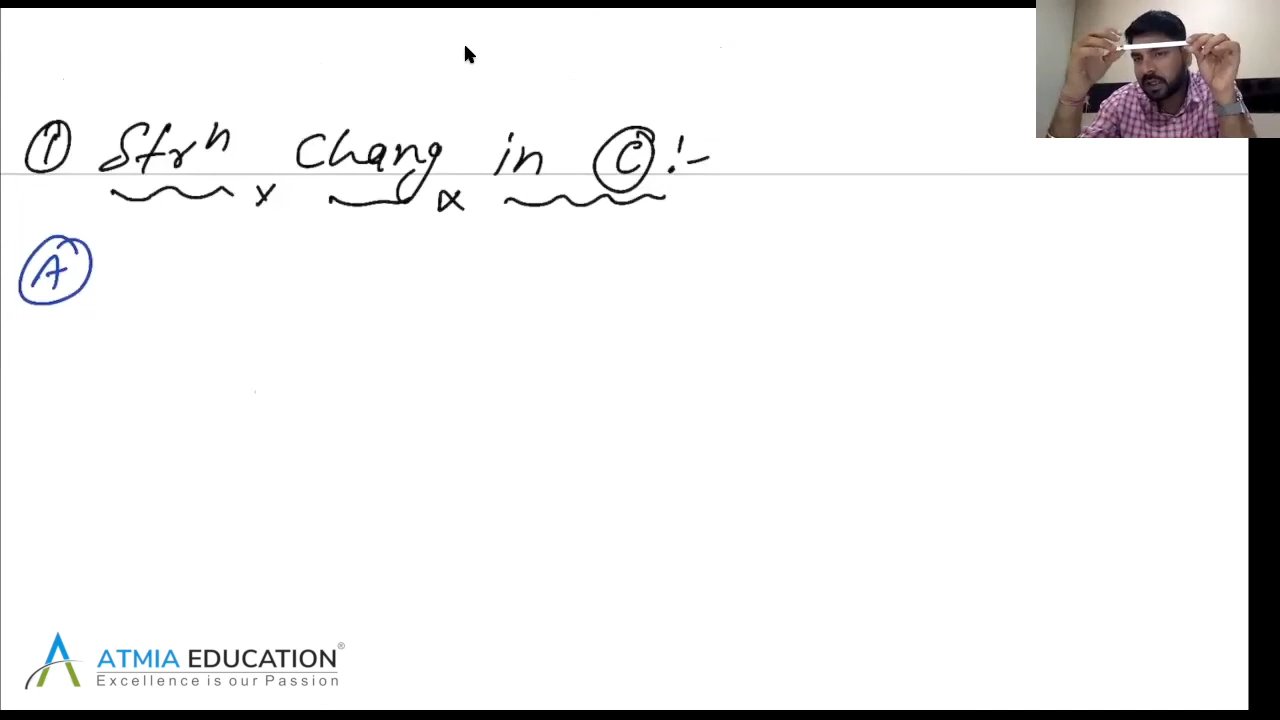 ① Strⁿ Chang in Ⓒ :-
Ⓐ
ATMIA EDUCATION®
Excellence is our Passion